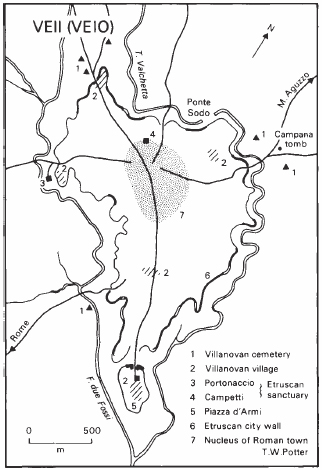 VEII (VEIO)
N
1
T. Valchetta
2
Ponte
Sodo
M. Aguzzo
4
1
Campana
tomb
2
1
2
3
7
2
6
1
Rome
F. due Fossi
2
5
1 Villanovan cemetery
2 Villanovan village
3 Portonaccio } Etruscan
4 Campetti sanctuary
5 Piazza d'Armi
6 Etruscan city wall
7 Nucleus of Roman town
T.W.Potter
0 500
m